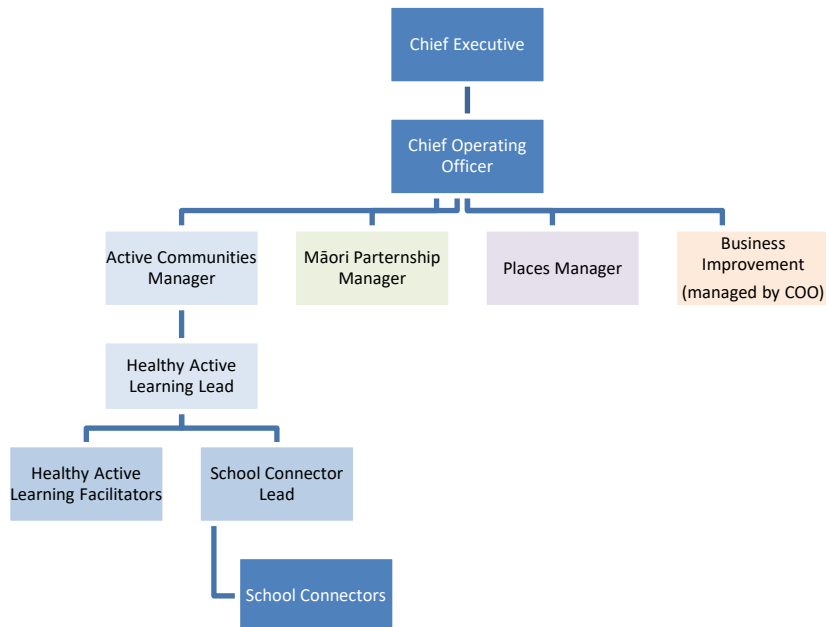 Chief Executive
Chief Operating
Officer
Active Communities
Manager
Māori Parternship
Manager
Places Manager
Business
Improvement
(managed by COO)
Healthy Active
Learning Lead
Healthy Active
Learning Facilitators
School Connector
Lead
School Connectors